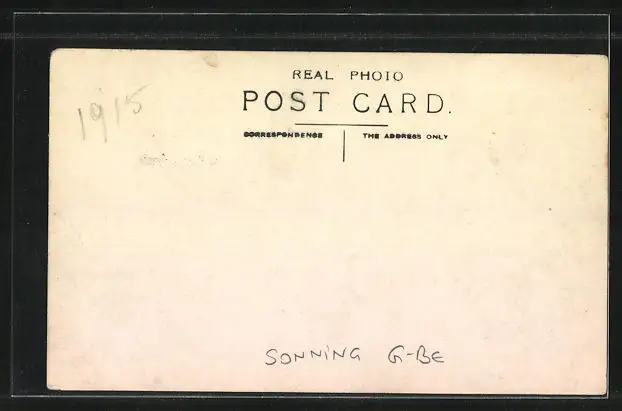 REAL PHOTO
POST CARD.
CORRESPONDENCE THE ADDRESS ONLY
1915
SONNING G-BE